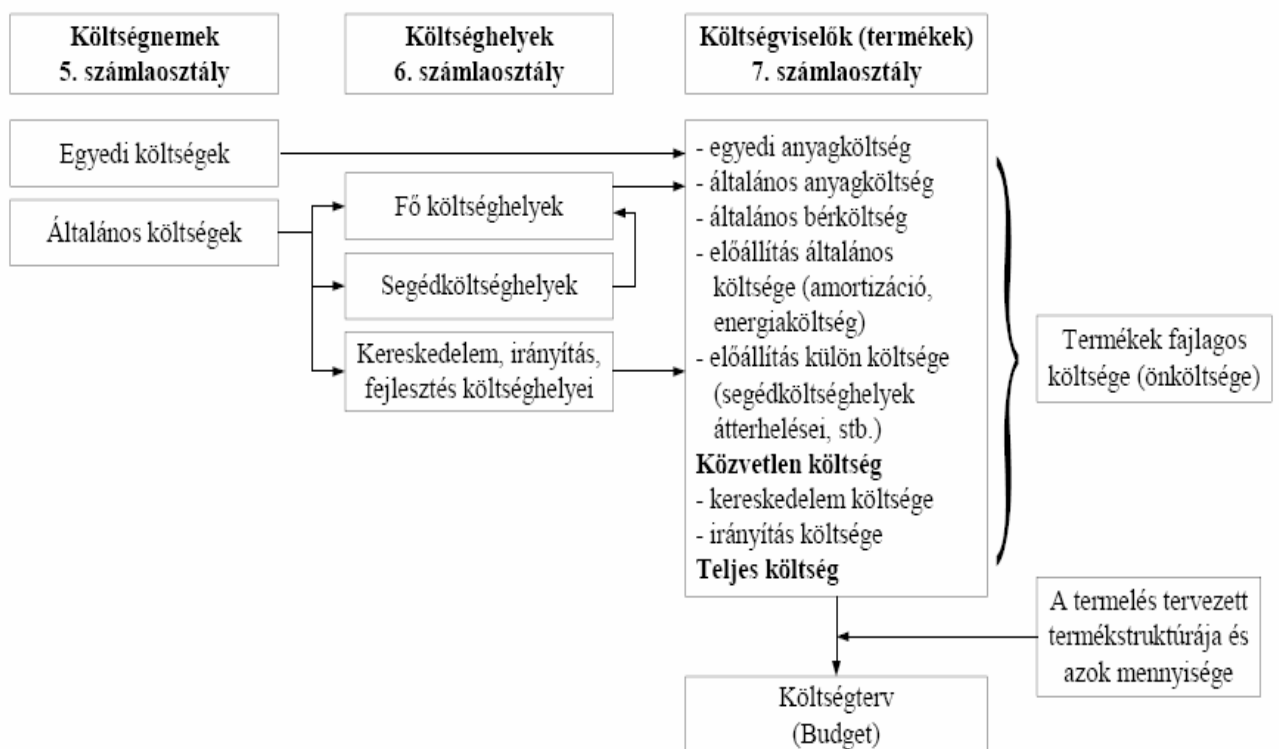 Költségnemek
5. számlaosztály
Költséghelyek
6. számlaosztály
Költségviselők (termékek)
7. számlaosztály
Egyedi költségek
Általános költségek
Fő költséghelyek
Segédköltséghelyek
Kereskedelem, irányítás,
fejlesztés költséghelyei
- egyedi anyagköltség
- általános anyagköltség
- általános bérköltség
- előállítás általános
költsége (amortizáció,
energiaköltség)
- előállítás külön költsége
(segédköltséghelyek
átterhelései, stb.)
Közvetlen költség
- kereskedelem költsége
- irányítás költsége
Teljes költség
Termékek fajlagos
költsége (önköltsége)
A termelés tervezett
termékstruktúrája és
azok mennyisége
Költségterv
(Budget)